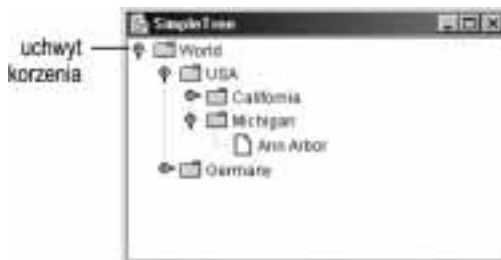 SimpleTree
uchwyt
korzenia
World
USA
California
Michigan
Ann Arbor
Germany